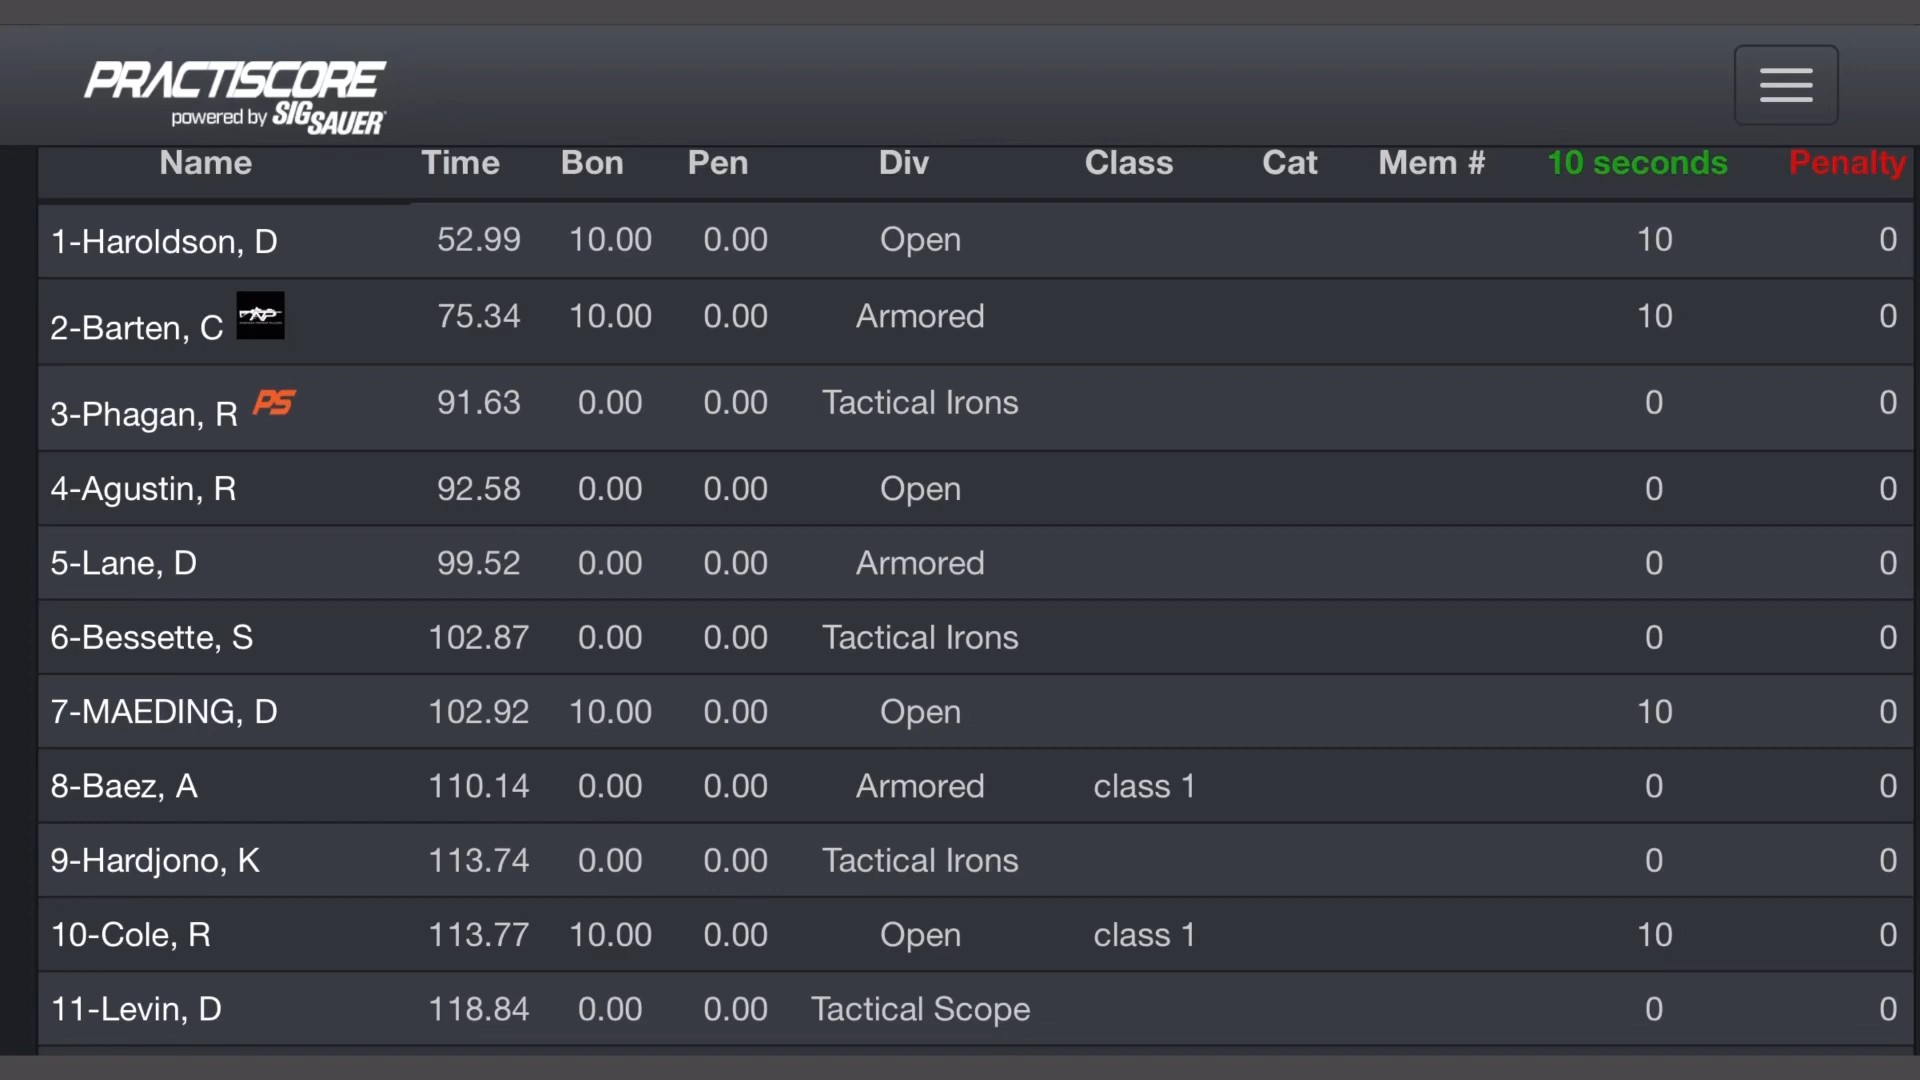 PRACTISCORE
powered by SIG SAUER
Name Time Bon Pen Div Class Cat Mem # 10 seconds Penalty
1-Haroldson, D 52.99 10.00 0.00 Open 10 0
2-Barten, C 75.34 10.00 0.00 Armored 10 0
3-Phagan, R PS 91.63 0.00 0.00 Tactical Irons 0 0
4-Agustin, R 92.58 0.00 0.00 Open 0 0
5-Lane, D 99.52 0.00 0.00 Armored 0 0
6-Bessette, S 102.87 0.00 0.00 Tactical Irons 0 0
7-MAEDING, D 102.92 10.00 0.00 Open 10 0
8-Baez, A 110.14 0.00 0.00 Armored class 1 0 0
9-Hardjono, K 113.74 0.00 0.00 Tactical Irons 0 0
10-Cole, R 113.77 10.00 0.00 Open class 1 10 0
11-Levin, D 118.84 0.00 0.00 Tactical Scope 0 0